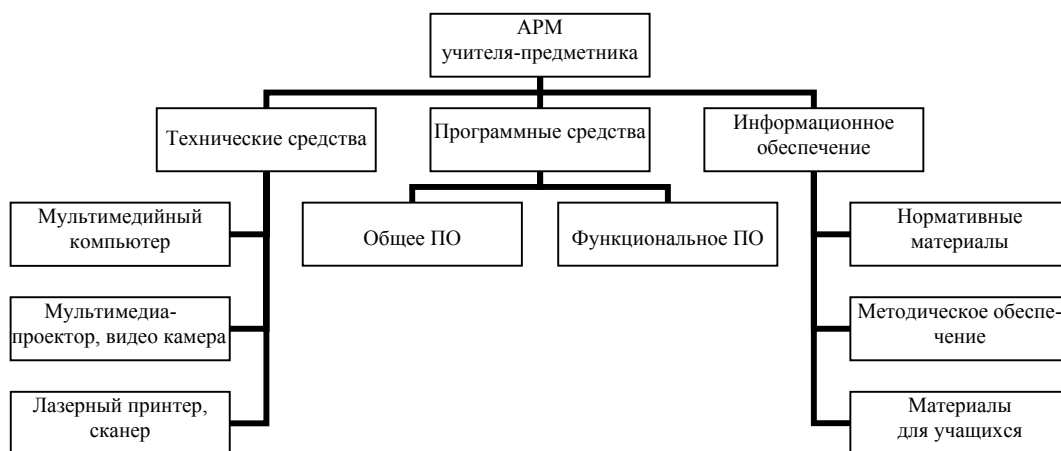 АРМ
учителя-предметника
Технические средства
Программные средства
Информационное
обеспечение
Мультимедийный
компьютер
Общее ПО
Функциональное ПО
Нормативные
материалы
Мультимедиа-
проектор, видео камера
Методическое обеспе-
чение
Лазерный принтер,
сканер
Материалы
для учащихся